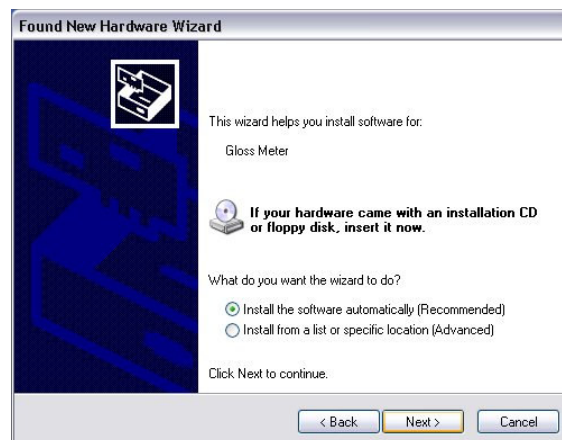 Found New Hardware Wizard
This wizard helps you install software for:
Gloss Meter
If your hardware came with an installation CD
or floppy disk, insert it now.
What do you want the wizard to do?
Install the software automatically (Recommended)
Install from a list or specific location (Advanced)
Click Next to continue.
< Back
Next >
Cancel